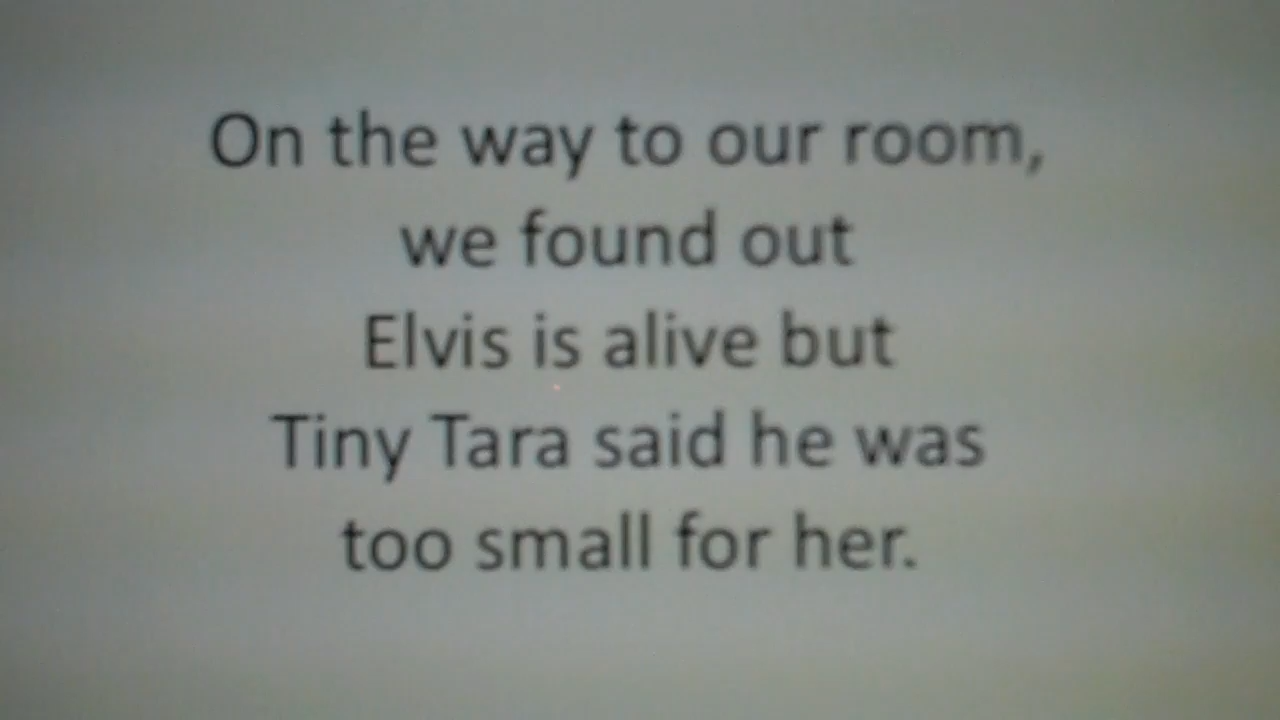 On the way to our room,
we found out
Elvis is alive but
Tiny Tara said he was
too small for her.